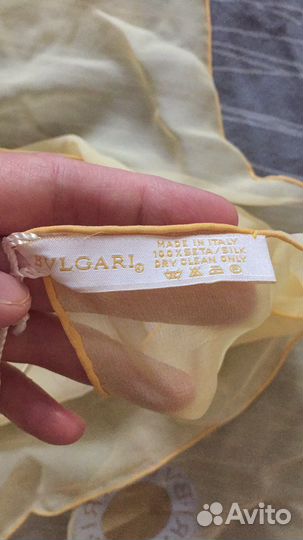 BVLGARI®
MADE IN ITALY
100%SETA/SILK
DRY CLEAN ONLY
Avito